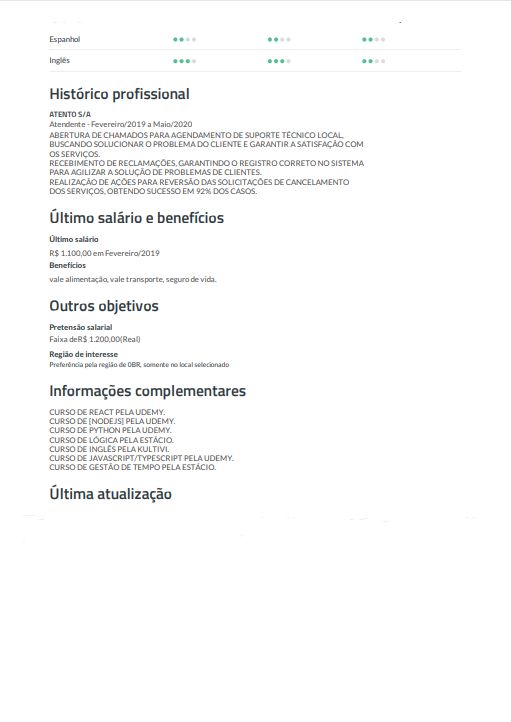 Espanhol
Inglês
Histórico profissional
ATENTO S/A
Atendente - Fevereiro/2019 a Maio/2020
ABERTURA DE CHAMADOS PARA AGENDAMENTO DE SUPORTE TÉCNICO LOCAL,
BUSCANDO SOLUCIONAR O PROBLEMA DO CLIENTE E GARANTIR A SATISFAÇÃO COM
OS SERVIÇOS.
RECEBIMENTO DE RECLAMAÇÕES, GARANTINDO O REGISTRO CORRETO NO SISTEMA
PARA AGILIZAR A SOLUÇÃO DE PROBLEMAS DE CLIENTES.
REALIZAÇÃO DE AÇÕES PARA REVERSÃO DAS SOLICITAÇÕES DE CANCELAMENTO
DOS SERVIÇOS, OBTENDO SUCESSO EM 92% DOS CASOS.
Último salário e benefícios
Último salário
R$ 1.100,00 em Fevereiro/2019
Benefícios
vale alimentação, vale transporte, seguro de vida.
Outros objetivos
Pretensão salarial
Faixa deR$ 1.200,00(Real)
Região de interesse
Preferência pela região de 0BR, somente no local selecionado
Informações complementares
CURSO DE REACT PELA UDEMY.
CURSO DE [NODEJS] PELA UDEMY.
CURSO DE PYTHON PELA UDEMY.
CURSO DE LÓGICA PELA ESTÁCIO.
CURSO DE INGLÊS PELA KULTIVI.
CURSO DE JAVASCRIPT/TYPESCRIPT PELA UDEMY.
CURSO DE GESTÃO DE TEMPO PELA ESTÁCIO.
Última atualização